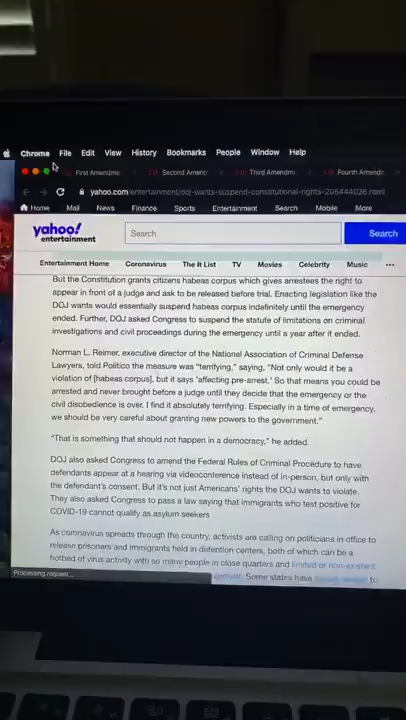 Chrome File Edit View History Bookmarks People Window Help
First Amendme Second Amenc Third Amendme Fourth Amendc
yahoo.com/entertainment/doj-wants-suspend-constitutional-rights-206444026.html
Home Mail News Finance Sports Entertainment Search Mobile More
yahoo!
entertainment
Search
Search
Entertainment Home Coronavirus The It List TV Movies Celebrity Music ...
But the Constitution grants citizens habeas corpus which gives arrestees the right to
appear in front of a judge and ask to be released before trial. Enacting legislation like the
DOJ wants would essentially suspend habeas corpus indefinitely until the emergency
ended. Further, DOJ asked Congress to suspend the statute of limitations on criminal
investigations and civil proceedings during the emergency until a year after it ended.
Norman L. Reimer, executive director of the National Association of Criminal Defense
Lawyers, told Politico the measure was “terrifying,” saying, “Not only would it be a
violation of [habeas corpus], but it says ‘affecting pre-arrest.’ So that means you could be
arrested and never brought before a judge until they decide that the emergency or the
civil disobedience is over. I find it absolutely terrifying. Especially in a time of emergency,
we should be very careful about granting new powers to the government.”
“That is something that should not happen in a democracy,” he added.
DOJ also asked Congress to amend the Federal Rules of Criminal Procedure to have
defendants appear at a hearing via videoconference instead of in-person, but only with
the defendant’s consent. But it’s not just Americans’ rights the DOJ wants to violate.
They also asked Congress to pass a law saying that immigrants who test positive for
COVID-19 cannot qualify as asylum seekers
As coronavirus spreads through the country, activists are calling on politicians in office to
release prisoners and immigrants held in detention centers, both of which can be a
hotbed of virus activity with so many people in close quarters and limited or non-existent
Some states have to
Processing request...